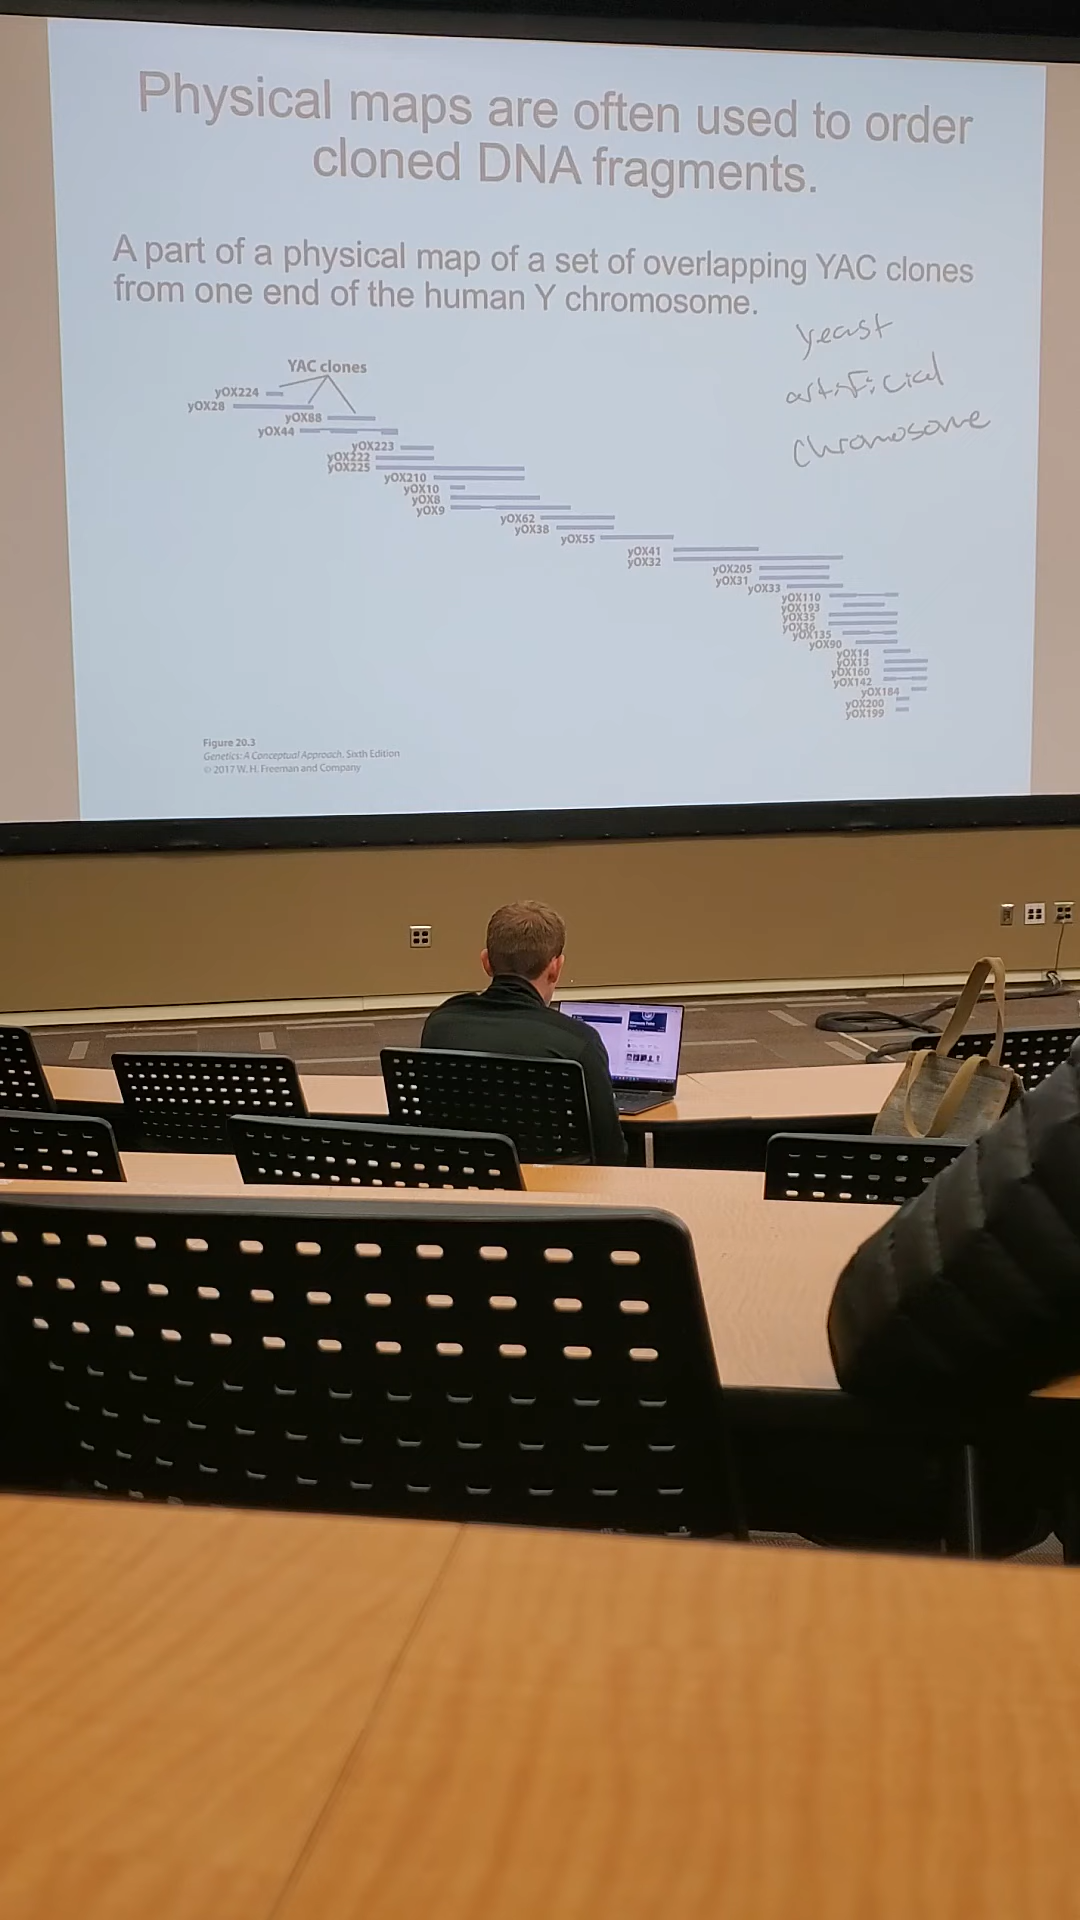 Physical maps are often used to order
cloned DNA fragments.
A part of a physical map of a set of overlapping YAC clones
from one end of the human Y chromosome.
yeast
artificial
chromosome
YAC clones
yOX224
yOX28
yOX88
yOX44
yOX223
yOX222
yOX225
yOX210
yOX10
yOX8
yOX9
yOX62
yOX38
yOX55
yOX41
yOX32
yOX205
yOX31
yOX33
yOX110
yOX193
yOX35
yOX36
yOX135
yOX90
yOX14
yOX13
yOX160
yOX142
yOX184
yOX200
yOX199
Figure 20.3
Genetics: A Conceptual Approach, Sixth Edition
© 2017 W. H. Freeman and Company